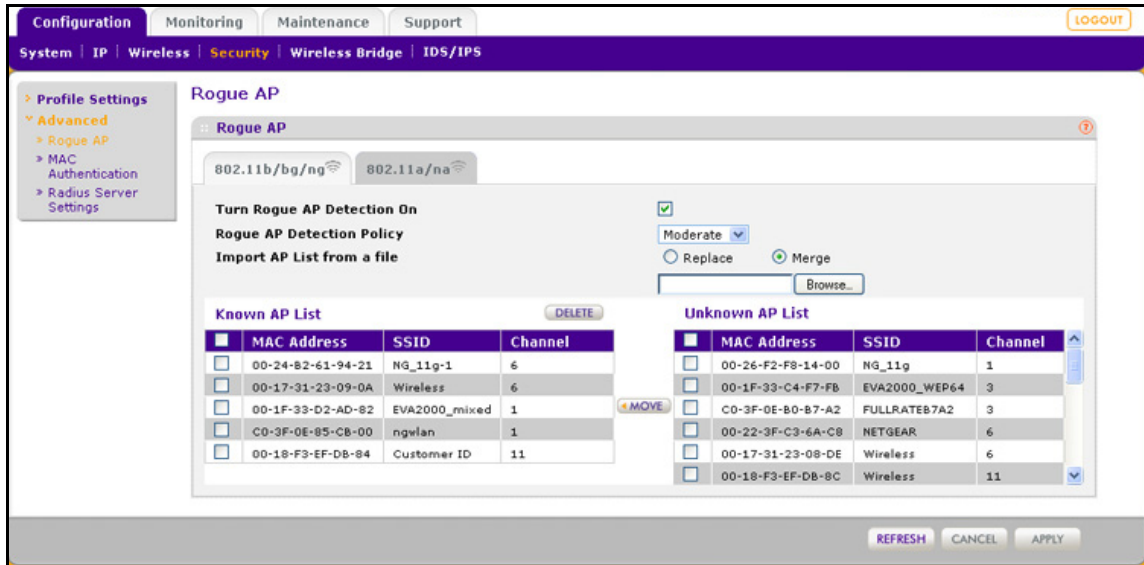 Configuration Monitoring Maintenance Support LOGOUT
System IP Wireless Security Wireless Bridge IDS/IPS
Profile Settings
Advanced
Rogue AP
MAC
Authentication
Radius Server
Settings
Rogue AP
Rogue AP ?
802.11b/bg/ng 802.11a/na
Turn Rogue AP Detection On
Rogue AP Detection Policy Moderate
Import AP List from a file Replace Merge
Browse...
Known AP List DELETE
MAC Address SSID Channel
00-24-B2-61-94-21 NG_11g-1 6
00-17-31-23-09-0A Wireless 6
00-1F-33-D2-AD-82 EVA2000_mixed 1
C0-3F-0E-85-CB-00 ngwlan 1
00-18-F3-EF-DB-84 Customer ID 11
MOVE
Unknown AP List
MAC Address SSID Channel
00-26-F2-F8-14-00 NG_11g 1
00-1F-33-C4-F7-FB EVA2000_WEP64 3
C0-3F-0E-B0-B7-A2 FULLRATEB7A2 3
00-22-3F-C3-6A-C8 NETGEAR 6
00-17-31-23-08-DE Wireless 6
00-18-F3-EF-DB-8C Wireless 11
REFRESH CANCEL APPLY